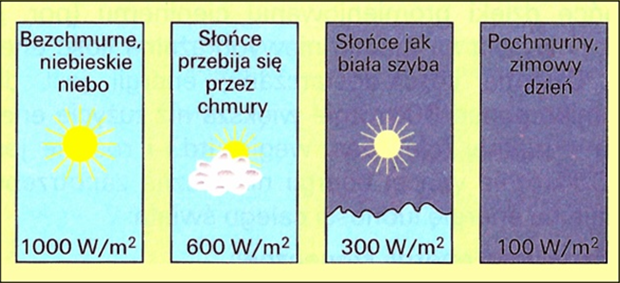 Bezchmurne,
niebieskie
niebo
1000 W/m²
Słońce
przebija się
przez
chmury
600 W/m²
Słońce jak
biała szyba
300 W/m²
Pochmurny,
zimowy
dzień
100 W/m²